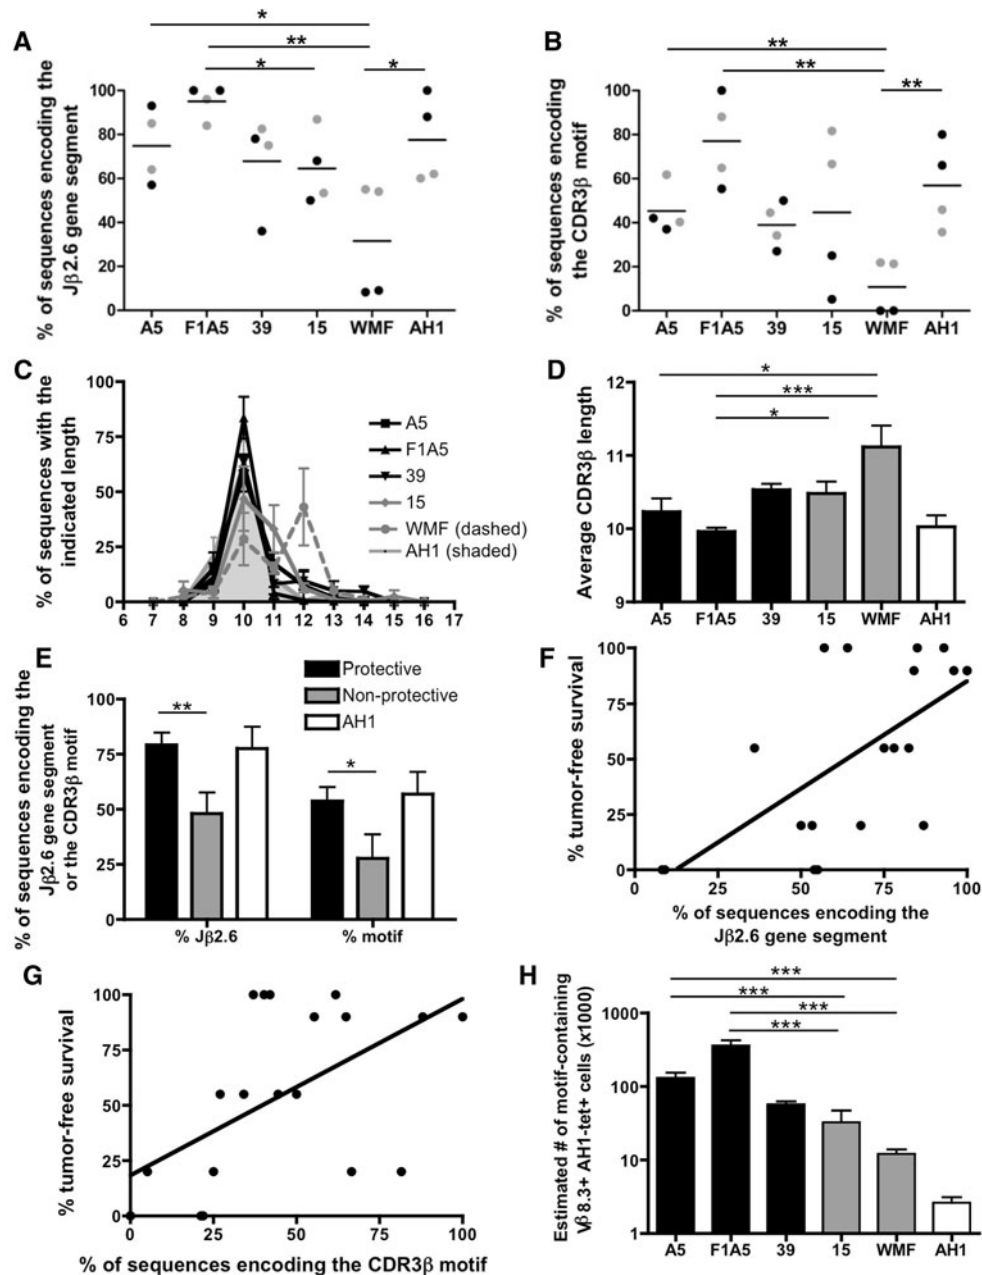 A
*
**
*
*
% of sequences encoding the
Jβ2.6 gene segment
100
80
60
40
20
0
A5 F1A5 39 15 WMF AH1
B
**
**
**
% of sequences encoding
the CDR3β motif
100
80
60
40
20
0
A5 F1A5 39 15 WMF AH1
C
% of sequences with the
indicated length
100
75
50
25
0
6 7 8 9 10 11 12 13 14 15 16 17
A5
F1A5
39
15
WMF (dashed)
AH1 (shaded)
D
*
***
*
Average CDR3β length
12
11
10
9
A5 F1A5 39 15 WMF AH1
E
Protective
Non-protective
AH1
**
*
% of sequences encoding the
Jβ2.6 gene segment
or the CDR3β motif
100
75
50
25
0
% Jβ2.6 % motif
F
% tumor-free survival
100
75
50
25
0
0 25 50 75 100
% of sequences encoding the
Jβ2.6 gene segment
G
% tumor-free survival
100
75
50
25
0
0 25 50 75 100
% of sequences encoding the CDR3β motif
H
***
***
***
***
Estimated # of motif-containing
Vβ8.3+ AH1-tet+ cells (x1000)
1000
100
10
1
A5 F1A5 39 15 WMF AH1